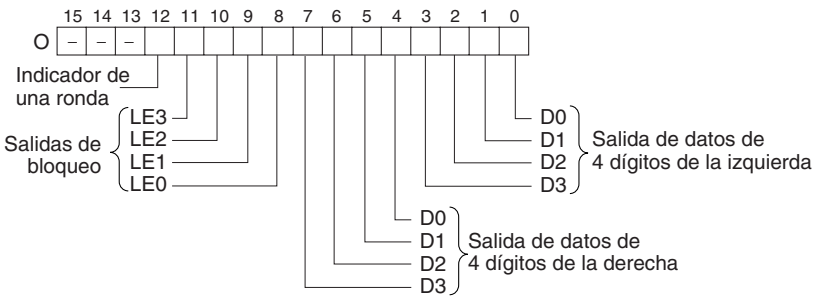 15 14 13 12 11 10 9 8 7 6 5 4 3 2 1 0
O – – –
Indicador de
una ronda
Salidas de
bloqueo
LE3
LE2
LE1
LE0
D0
D1
D2
D3
Salida de datos de
4 dígitos de la izquierda
D0
D1
D2
D3
Salida de datos de
4 dígitos de la derecha